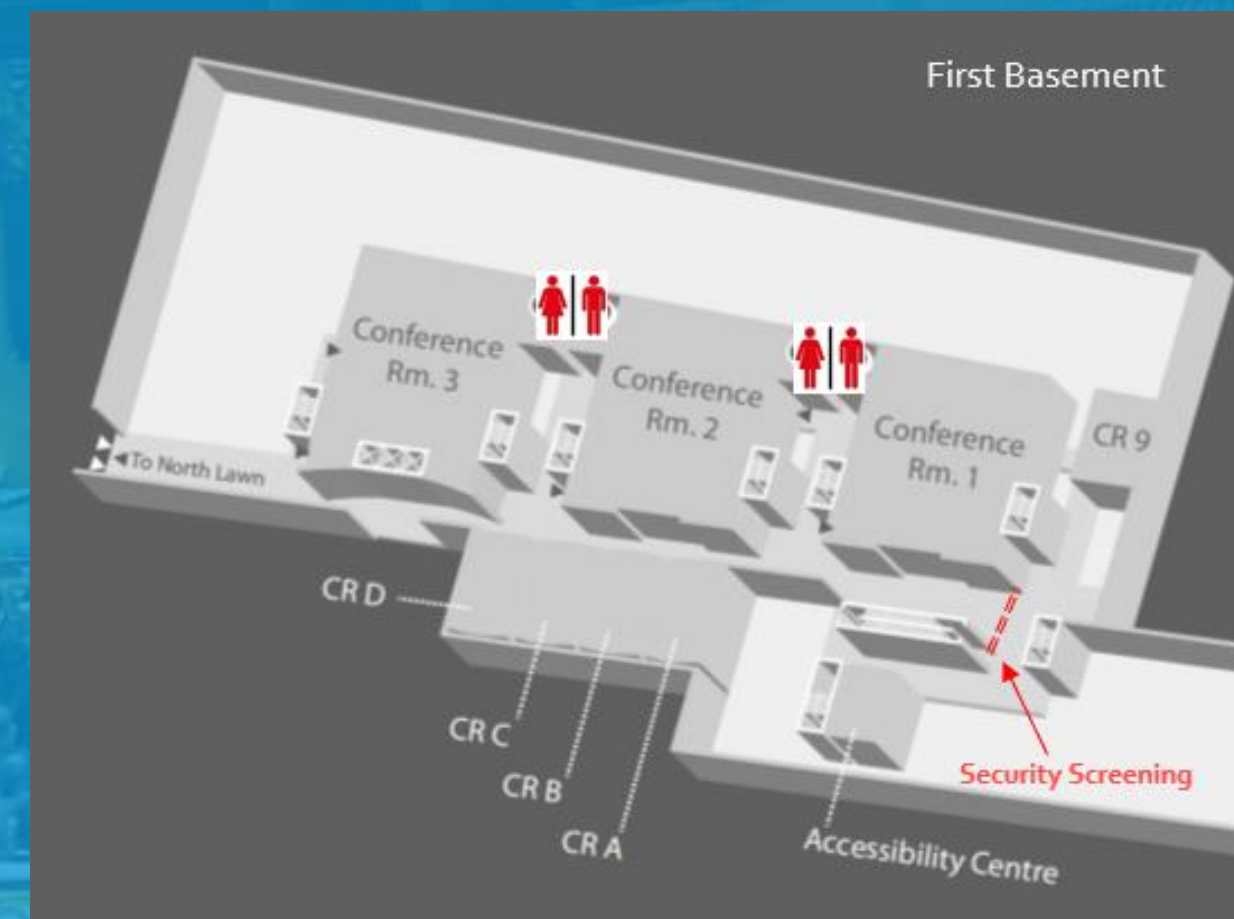 First Basement
Conference
Rm. 3
Conference
Rm. 2
Conference
Rm. 1
CR 9
To North Lawn
CR D
CR C
CR B
CR A
Security Screening
Accessibility Centre